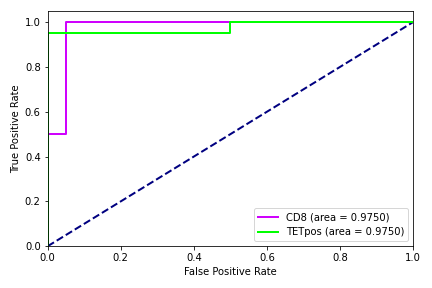 1.0
0.8
0.6
0.4
0.2
0.0
True Positive Rate
CD8 (area = 0.9750)
TETpos (area = 0.9750)
0.0 0.2 0.4 0.6 0.8 1.0
False Positive Rate